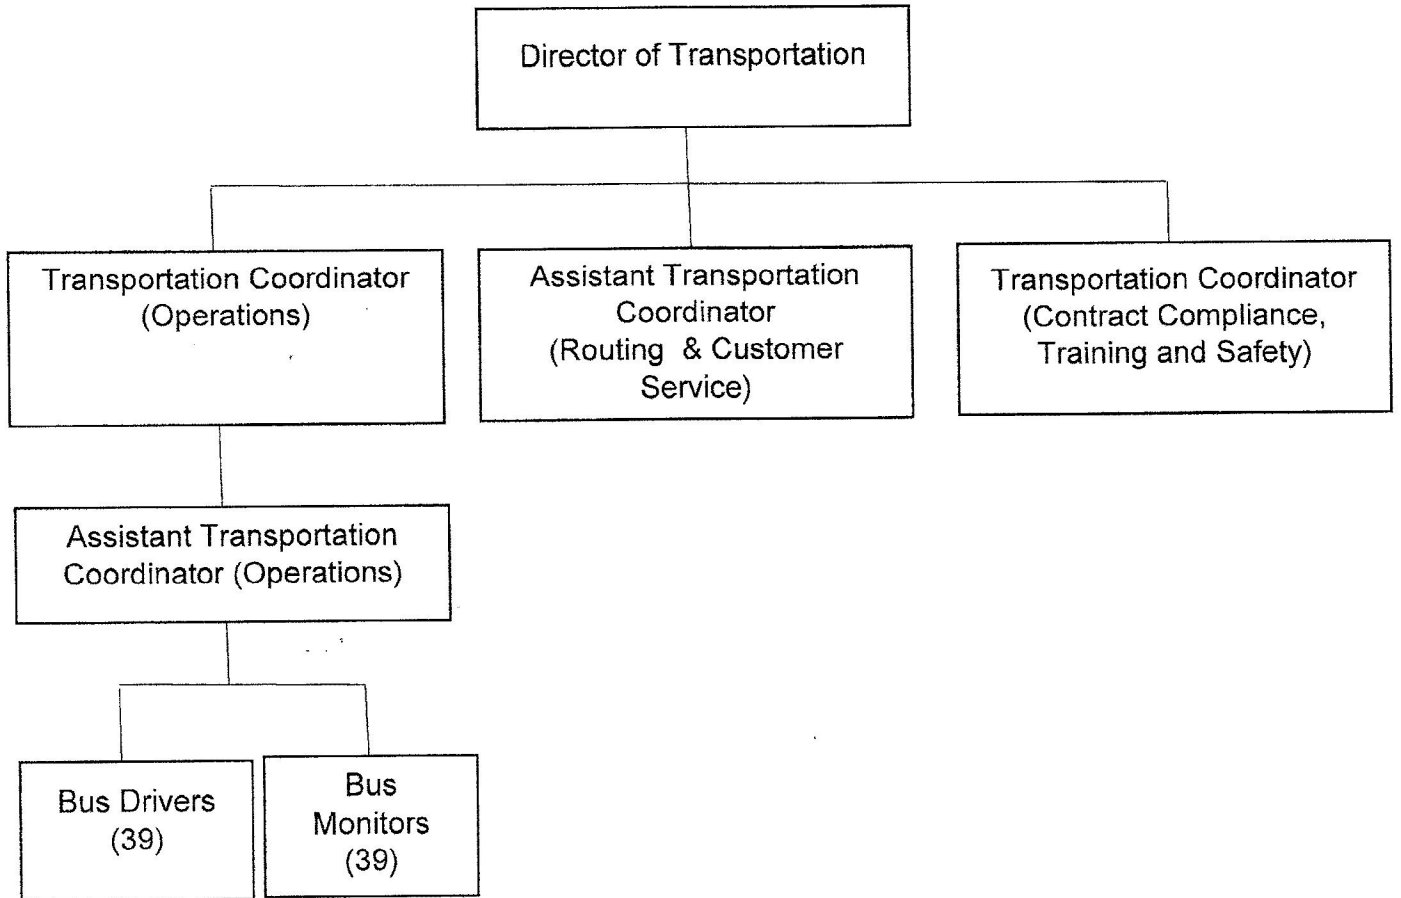 Director of Transportation
Transportation Coordinator
(Operations)
Assistant Transportation
Coordinator
(Routing & Customer
Service)
Transportation Coordinator
(Contract Compliance,
Training and Safety)
Assistant Transportation
Coordinator (Operations)
Bus Drivers
(39)
Bus
Monitors
(39)